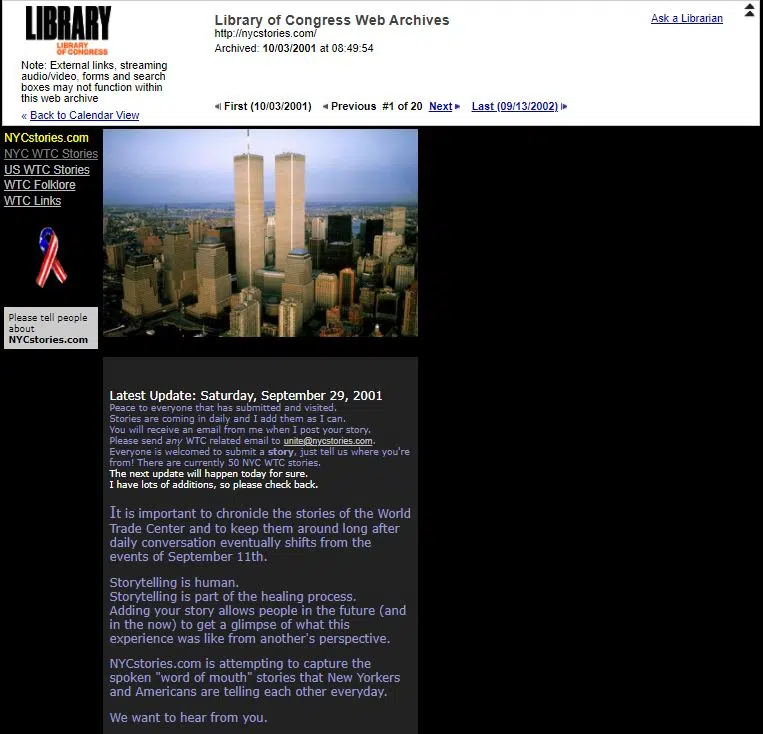 LIBRARY
LIBRARY
OF CONGRESS
Note: External links, streaming
audio/video, forms and search
boxes may not function within
this web archive
« Back to Calendar View
Library of Congress Web Archives
http://nycstories.com/
Archived: 10/03/2001 at 08:49:54
First (10/03/2001) Previous #1 of 20 Next Last (09/13/2002)
Ask a Librarian
NYCstories.com
NYC WTC Stories
US WTC Stories
WTC Folklore
WTC Links
Please tell people
about
NYCstories.com
Latest Update: Saturday, September 29, 2001
Peace to everyone that has submitted and visited.
Stories are coming in daily and I add them as I can.
You will receive an email from me when I post your story.
Please send any WTC related email to unite@nycstories.com.
Everyone is welcomed to submit a story, just tell us where you're
from! There are currently 50 NYC WTC stories.
The next update will happen today for sure.
I have lots of additions, so please check back.
It is important to chronicle the stories of the World
Trade Center and to keep them around long after
daily conversation eventually shifts from the
events of September 11th.
Storytelling is human.
Storytelling is part of the healing process.
Adding your story allows people in the future (and
in the now) to get a glimpse of what this
experience was like from another's perspective.
NYCstories.com is attempting to capture the
spoken "word of mouth" stories that New Yorkers
and Americans are telling each other everyday.
We want to hear from you.